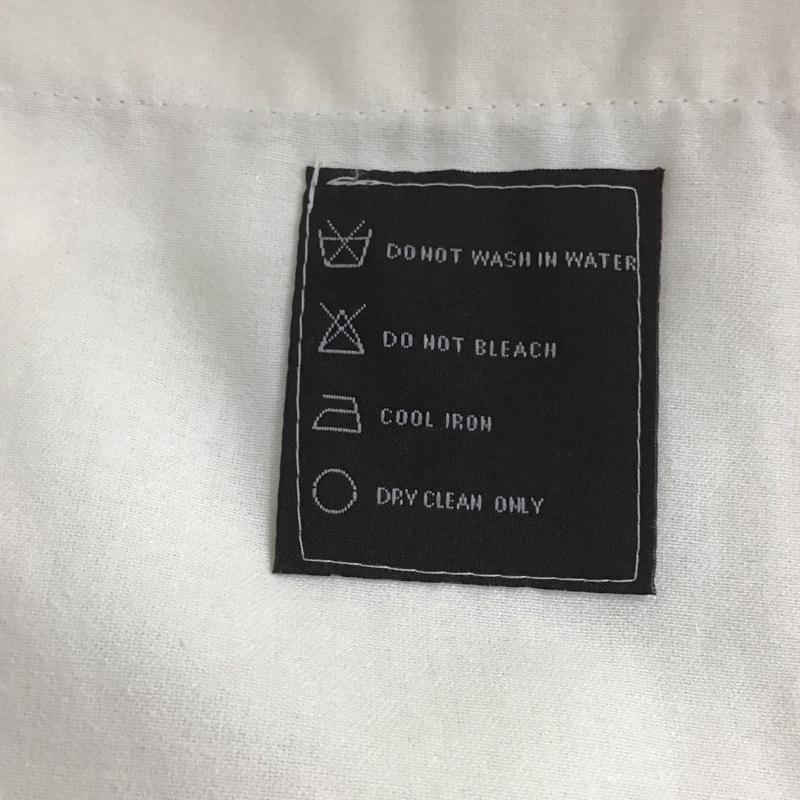 DO NOT WASH IN WATER
DO NOT BLEACH
COOL IRON
DRY CLEAN ONLY